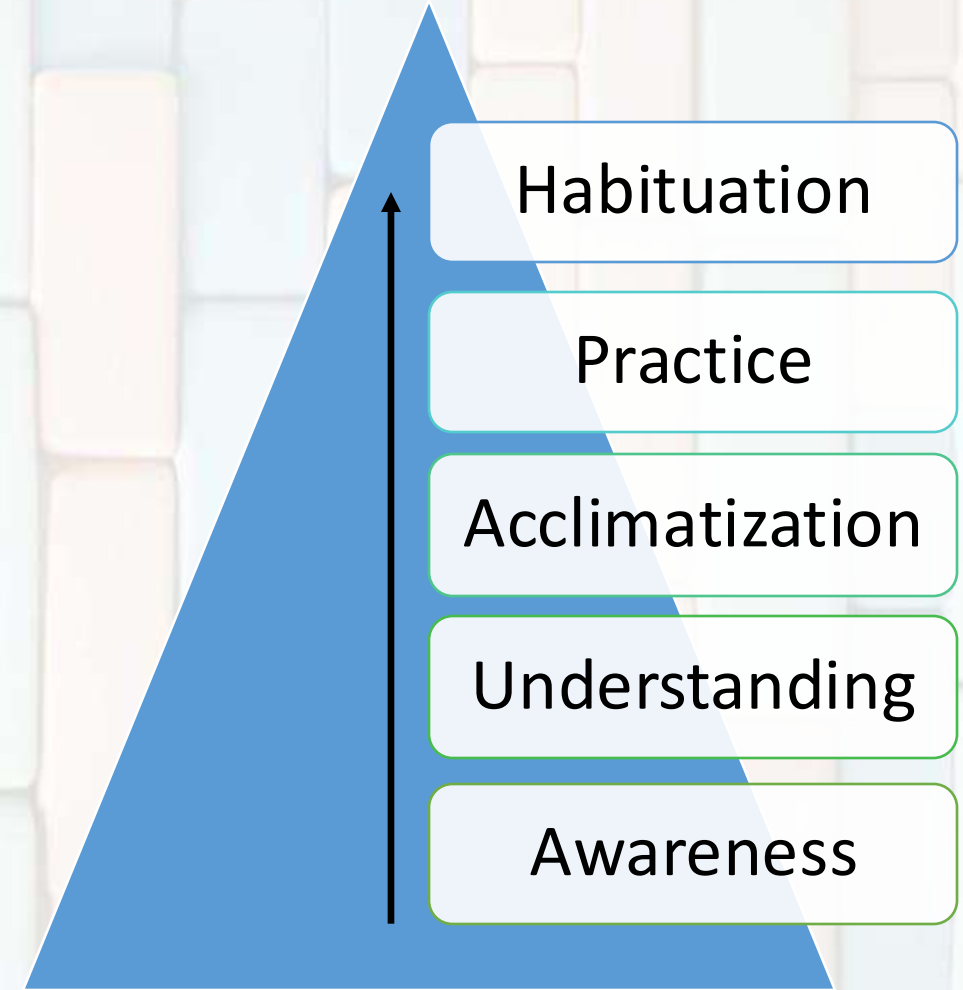 Habituation
Practice
Acclimatization
Understanding
Awareness